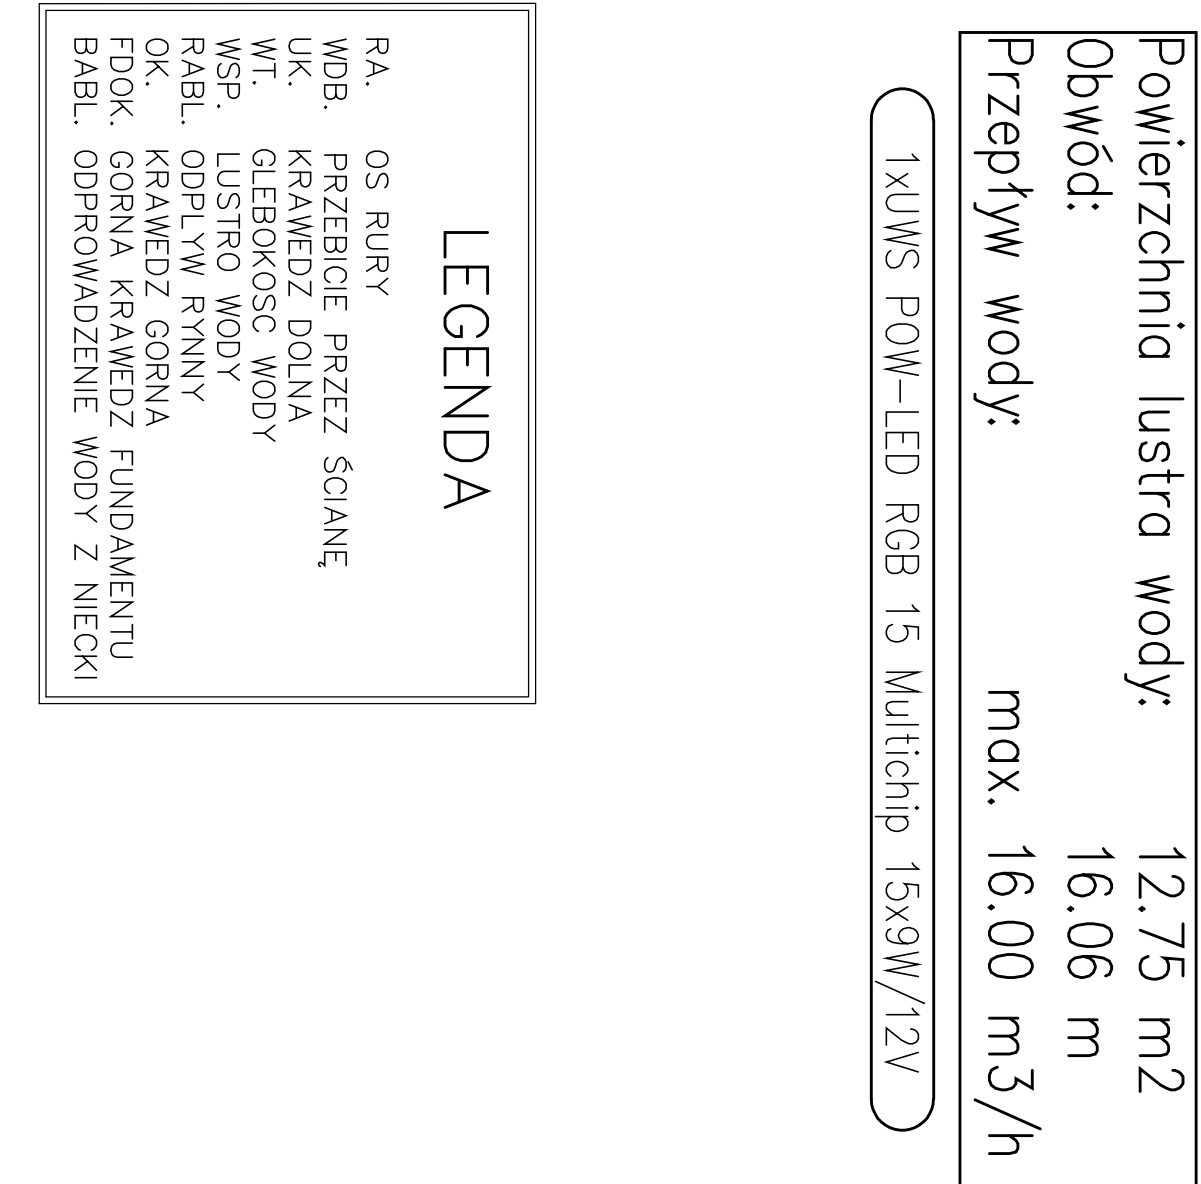 Powierzchnia lustra wody: 12.75 m2
Obwód: 16.06 m
Przepływ wody: max. 16.00 m3/h
1xUWS POW-LED RGB 15 Multichip 15x9W/12V
LEGENDA
RA. OS RURY
WDB. PRZEBICIE PRZEZ ŚCIANĘ
UK. KRAWEDZ DOLNA
WT. GLEBOKOSC WODY
WSP. LUSTRO WODY
RABL. ODPLYW RYNNY
OK. KRAWEDZ GORNA
FDOK. GORNA KRAWEDZ FUNDAMENTU
BABL. ODPROWADZENIE WODY Z NIECKI